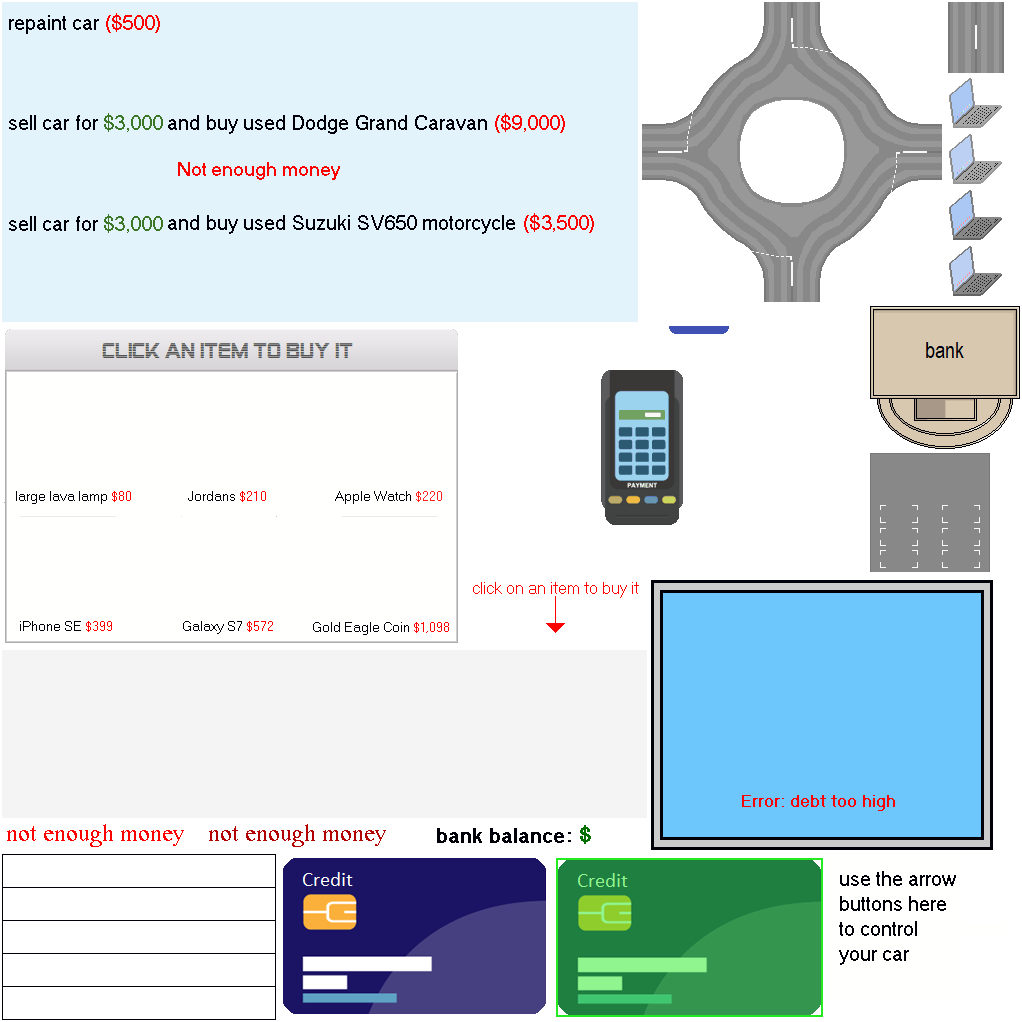 repaint car ($500)
sell car for $3,000 and buy used Dodge Grand Caravan ($9,000)
Not enough money
sell car for $3,000 and buy used Suzuki SV650 motorcycle ($3,500)
bank
CLICK AN ITEM TO BUY IT
large lava lamp $80
Jordans $210
Apple Watch $220
PAYMENT
click on an item to buy it
iPhone SE $399
Galaxy S7 $572
Gold Eagle Coin $1,098
Error: debt too high
not enough money
not enough money
bank balance: $
Credit
Credit
use the arrow
buttons here
to control
your car